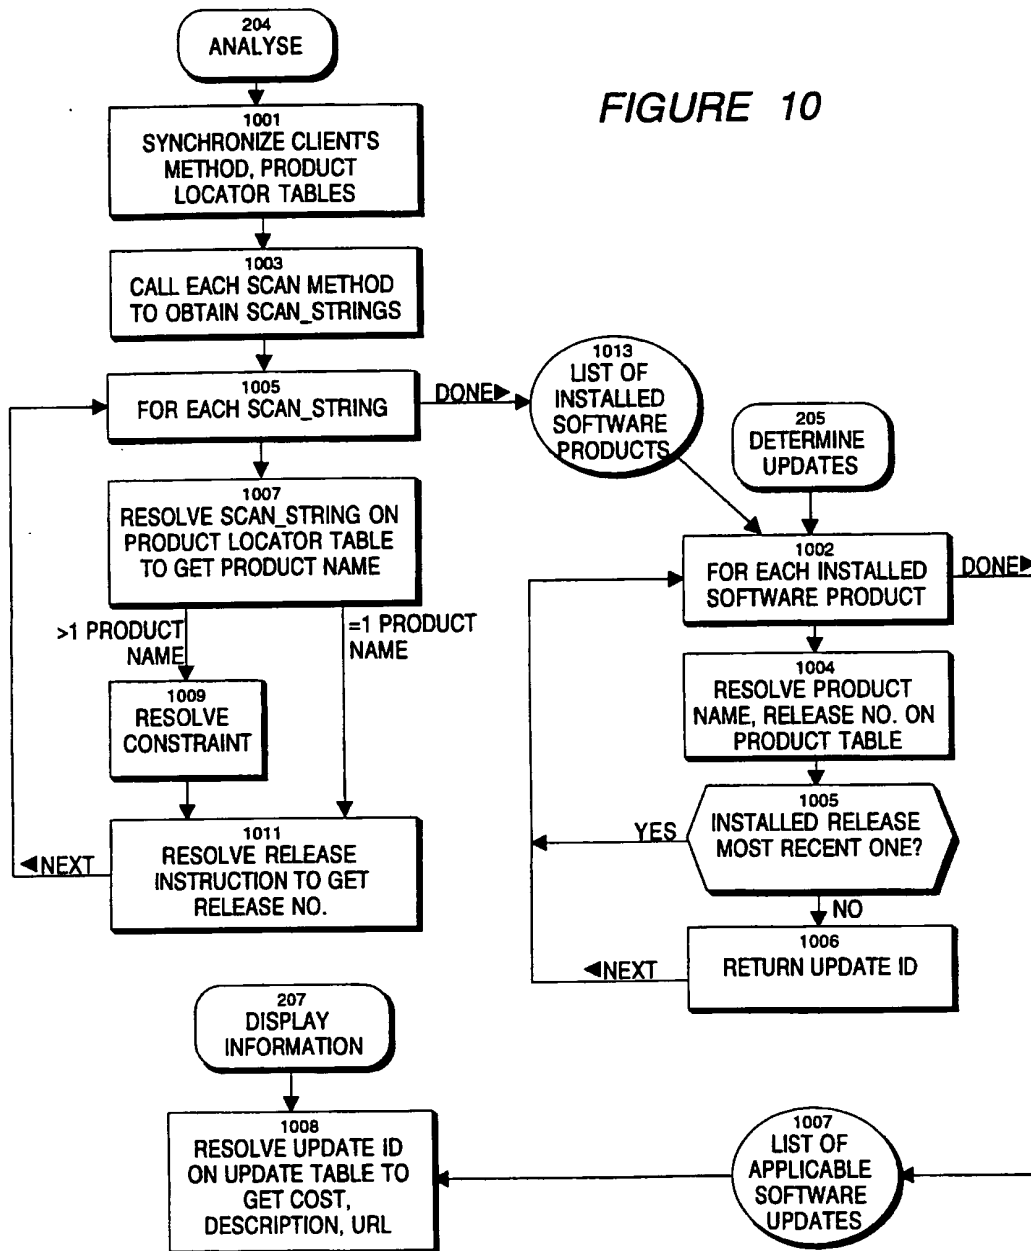 FIGURE 10
204
ANALYSE
1001
SYNCHRONIZE CLIENT'S
METHOD, PRODUCT
LOCATOR TABLES
1003
CALL EACH SCAN METHOD
TO OBTAIN SCAN_STRINGS
1005
FOR EACH SCAN_STRING
DONE
1007
RESOLVE SCAN_STRING ON
PRODUCT LOCATOR TABLE
TO GET PRODUCT NAME
>1 PRODUCT
NAME
=1 PRODUCT
NAME
1009
RESOLVE
CONSTRAINT
1011
RESOLVE RELEASE
INSTRUCTION TO GET
RELEASE NO.
NEXT
1013
LIST OF
INSTALLED
SOFTWARE
PRODUCTS
205
DETERMINE
UPDATES
1002
FOR EACH INSTALLED
SOFTWARE PRODUCT
DONE
1004
RESOLVE PRODUCT
NAME, RELEASE NO. ON
PRODUCT TABLE
1005
INSTALLED RELEASE
MOST RECENT ONE?
YES
NO
1006
RETURN UPDATE ID
NEXT
207
DISPLAY
INFORMATION
1008
RESOLVE UPDATE ID
ON UPDATE TABLE TO
GET COST,
DESCRIPTION, URL
1007
LIST OF
APPLICABLE
SOFTWARE
UPDATES